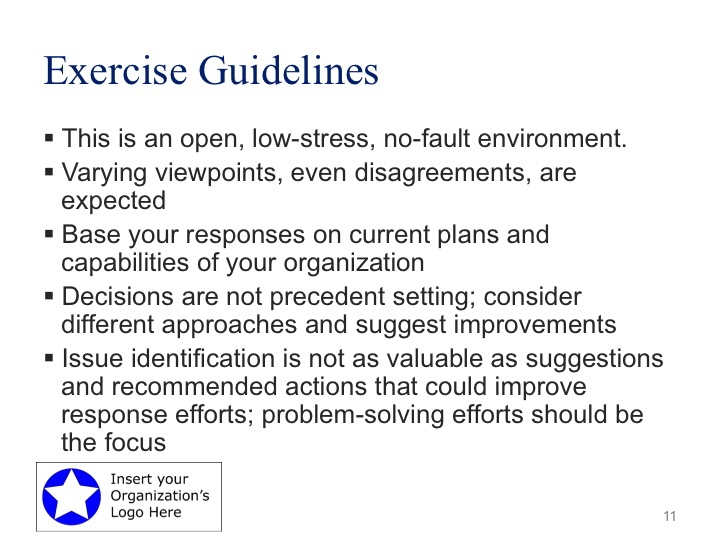 Exercise Guidelines
▪ This is an open, low-stress, no-fault environment.
▪ Varying viewpoints, even disagreements, are
expected
▪ Base your responses on current plans and
capabilities of your organization
▪ Decisions are not precedent setting; consider
different approaches and suggest improvements
▪ Issue identification is not as valuable as suggestions
and recommended actions that could improve
response efforts; problem-solving efforts should be
the focus
Insert your
Organization's
Logo Here
11